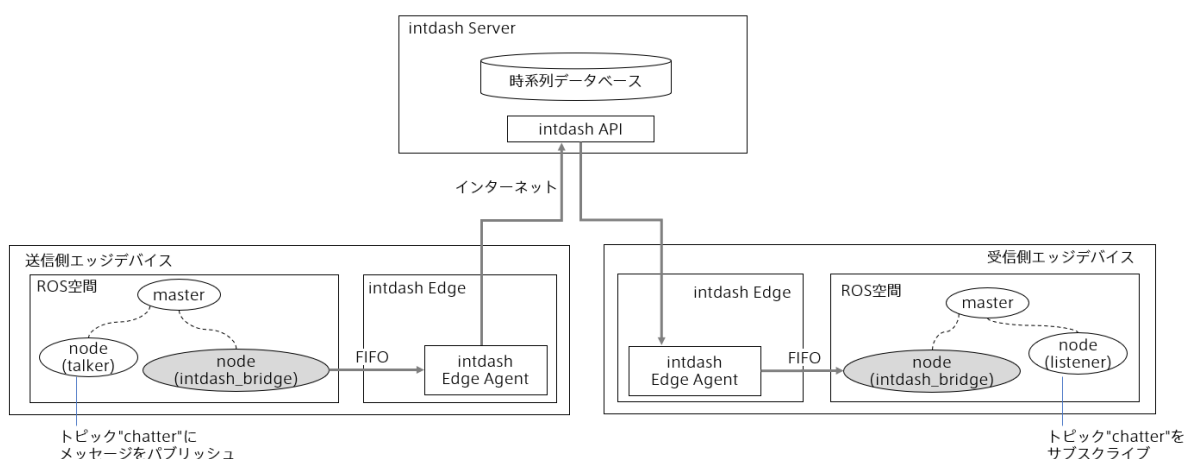 intdash Server
時系列データベース
intdash API
インターネット
送信側エッジデバイス
ROS空間
master
node
(talker)
node
(intdash_bridge)
FIFO
intdash Edge
intdash
Edge Agent
トピック"chatter"に
メッセージをパブリッシュ
受信側エッジデバイス
intdash Edge
intdash
Edge Agent
FIFO
ROS空間
master
node
(intdash_bridge)
node
(listener)
トピック"chatter"を
サブスクライブ